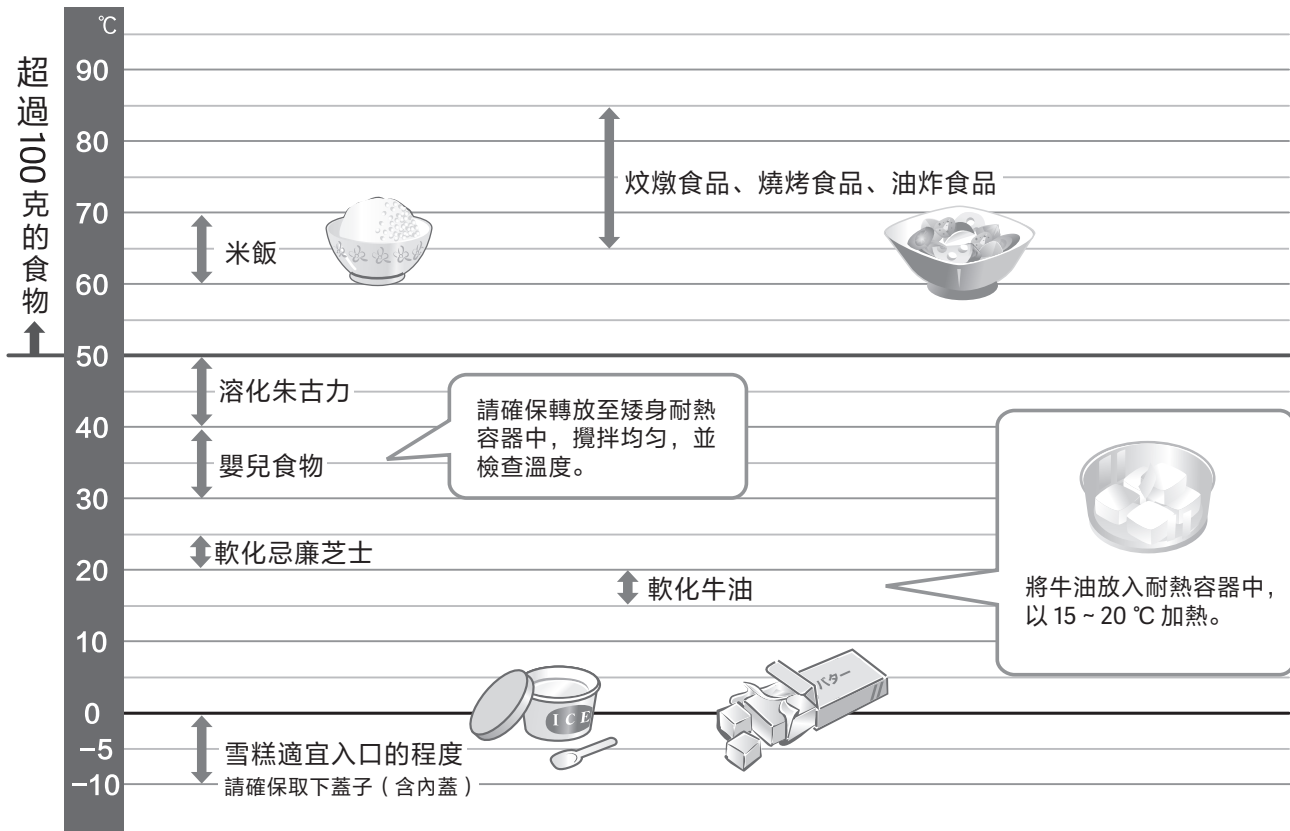 ℃
超過100克的食物
90
80
炆燉食品、燒烤食品、油炸食品
70
米飯
60
50
溶化朱古力
請確保轉放至矮身耐熱
容器中，攪拌均勻，並
檢查溫度。
40
嬰兒食物
30
軟化忌廉芝士
20
軟化牛油
將牛油放入耐熱容器中，
以 15 ~ 20 ℃ 加熱。
10
バター
ICE
0
−5
雪糕適宜入口的程度
−10
請確保取下蓋子（含內蓋）